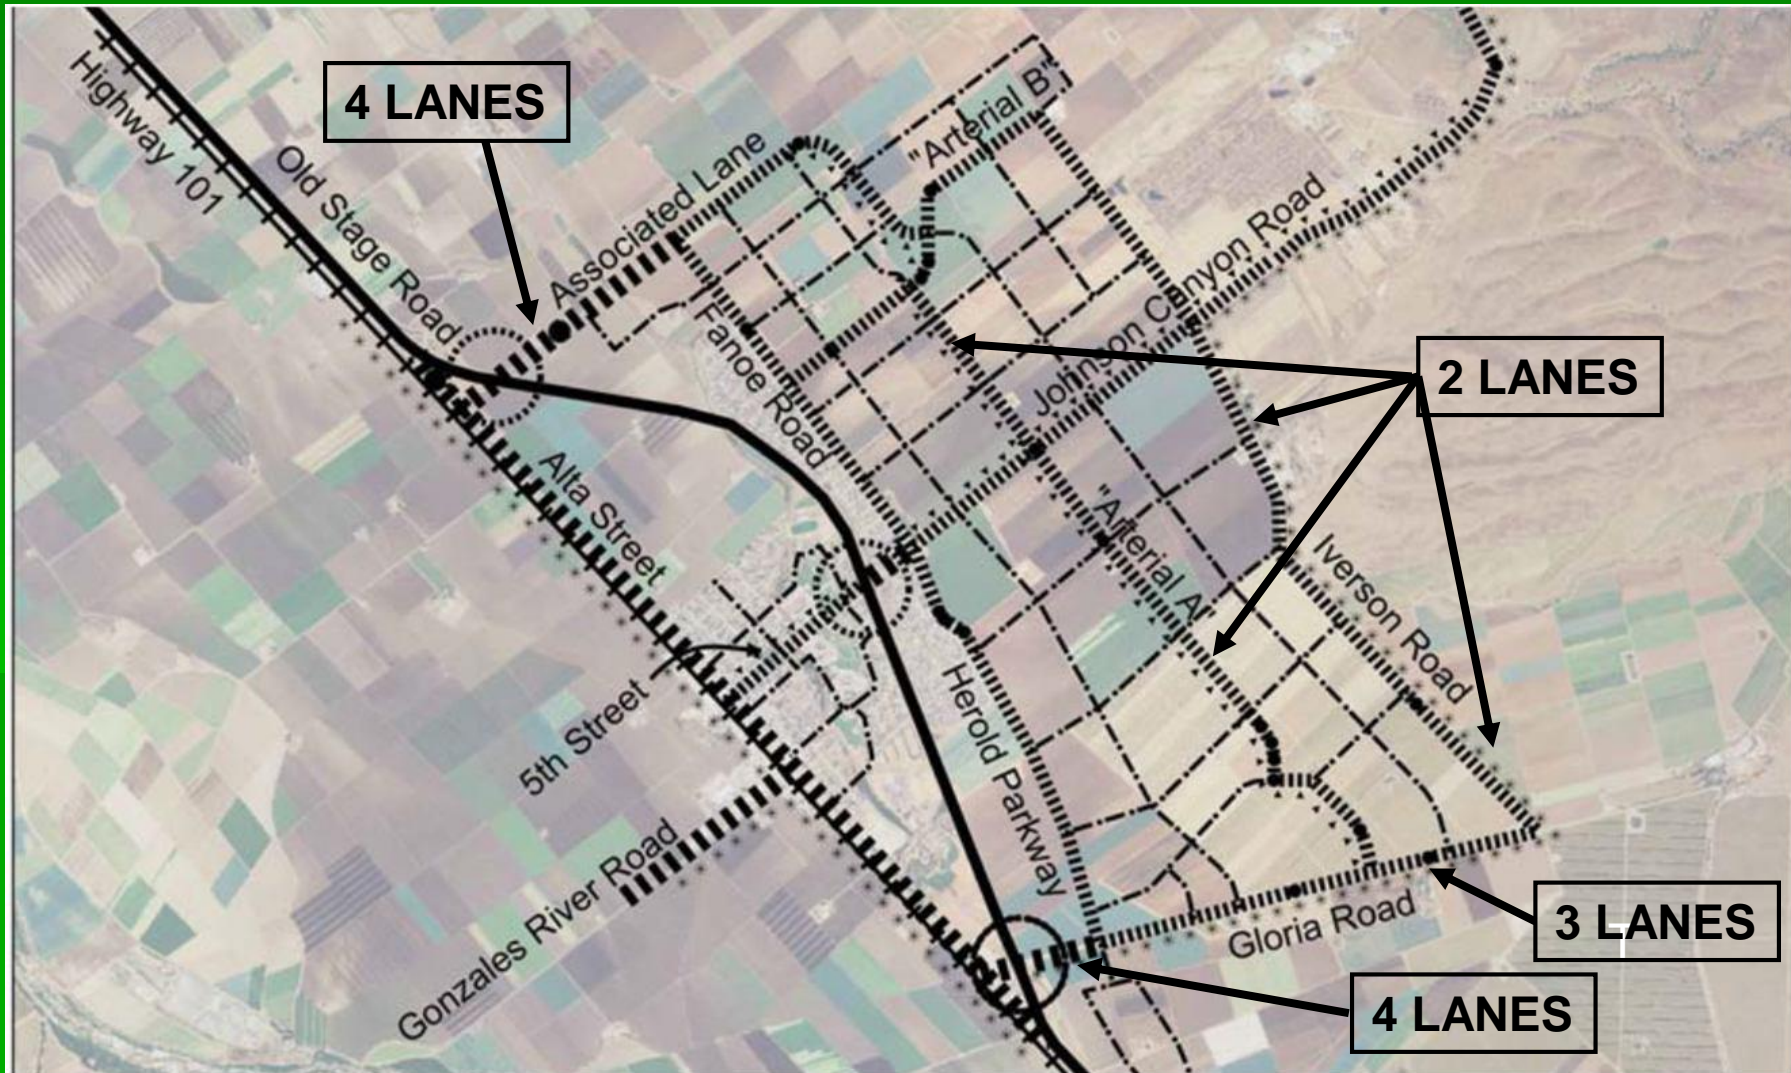 4 LANES
Highway 101
Old Stage Road
Associated Lane
"Arterial B"
Fanoe Road
Johnson Canyon Road
2 LANES
Alta Street
"Arterial A"
Iverson Road
5th Street
Herold Parkway
Gonzales River Road
Gloria Road
3 LANES
4 LANES